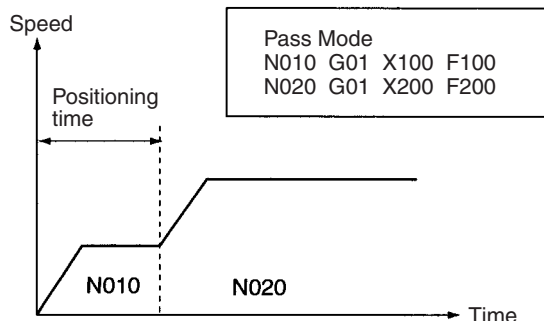 Speed
Pass Mode
N010 G01 X100 F100
N020 G01 X200 F200
Positioning
time
N010
N020
Time